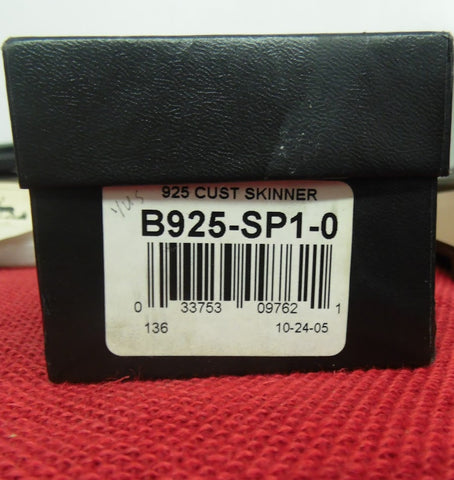 925 CUST SKINNER
B925-SP1-0
0 33753 09762 1
136 10-24-05